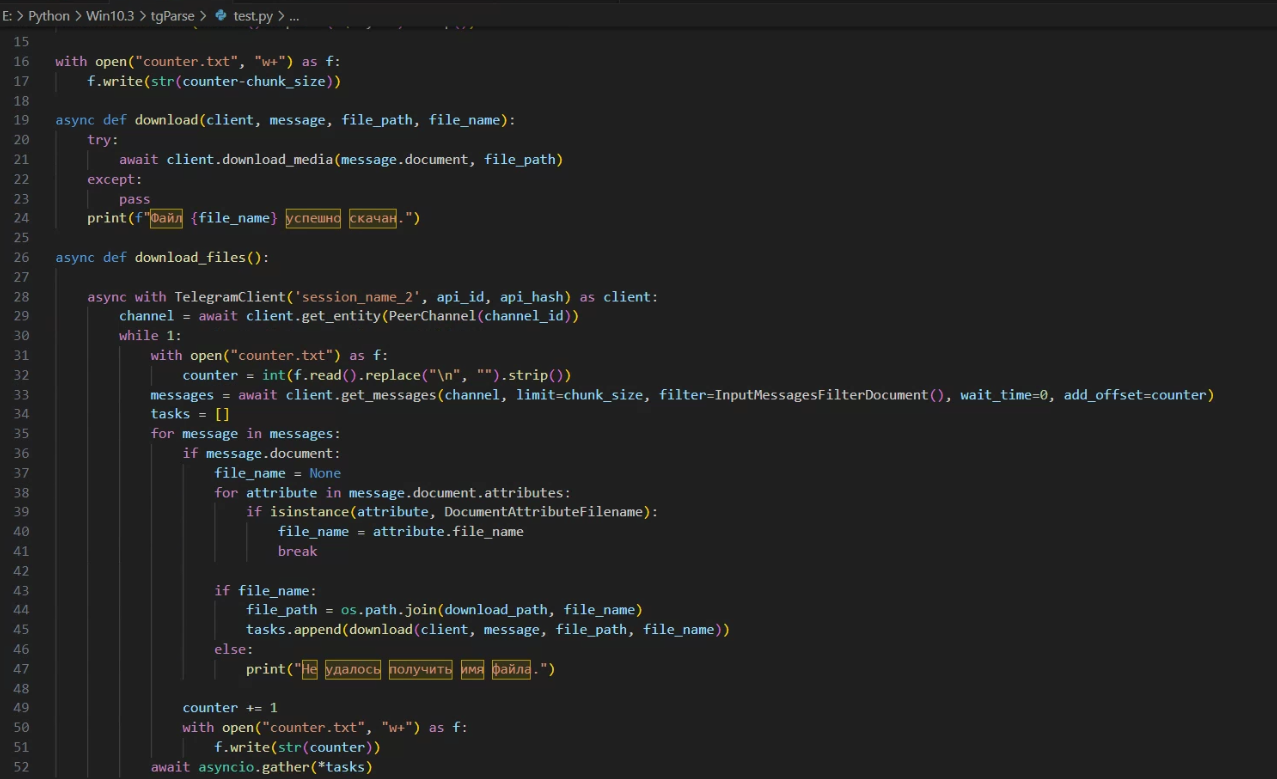 E: > Python > Win10.3 > tgParse > test.py > ...
15
16 with open("counter.txt", "w+") as f:
17     f.write(str(counter-chunk_size))
18
19 async def download(client, message, file_path, file_name):
20     try:
21         await client.download_media(message.document, file_path)
22     except:
23         pass
24     print(f"Файл {file_name} успешно скачан.")
25
26 async def download_files():
27
28     async with TelegramClient('session_name_2', api_id, api_hash) as client:
29         channel = await client.get_entity(PeerChannel(channel_id))
30         while 1:
31             with open("counter.txt") as f:
32                 counter = int(f.read().replace("\n", "").strip())
33             messages = await client.get_messages(channel, limit=chunk_size, filter=InputMessagesFilterDocument(), wait_time=0, add_offset=counter)
34             tasks = []
35             for message in messages:
36                 if message.document:
37                     file_name = None
38                     for attribute in message.document.attributes:
39                         if isinstance(attribute, DocumentAttributeFilename):
40                             file_name = attribute.file_name
41                             break
42
43                     if file_name:
44                         file_path = os.path.join(download_path, file_name)
45                         tasks.append(download(client, message, file_path, file_name))
46                     else:
47                         print("Не удалось получить имя файла.")
48
49                 counter += 1
50                 with open("counter.txt", "w+") as f:
51                     f.write(str(counter))
52             await asyncio.gather(*tasks)